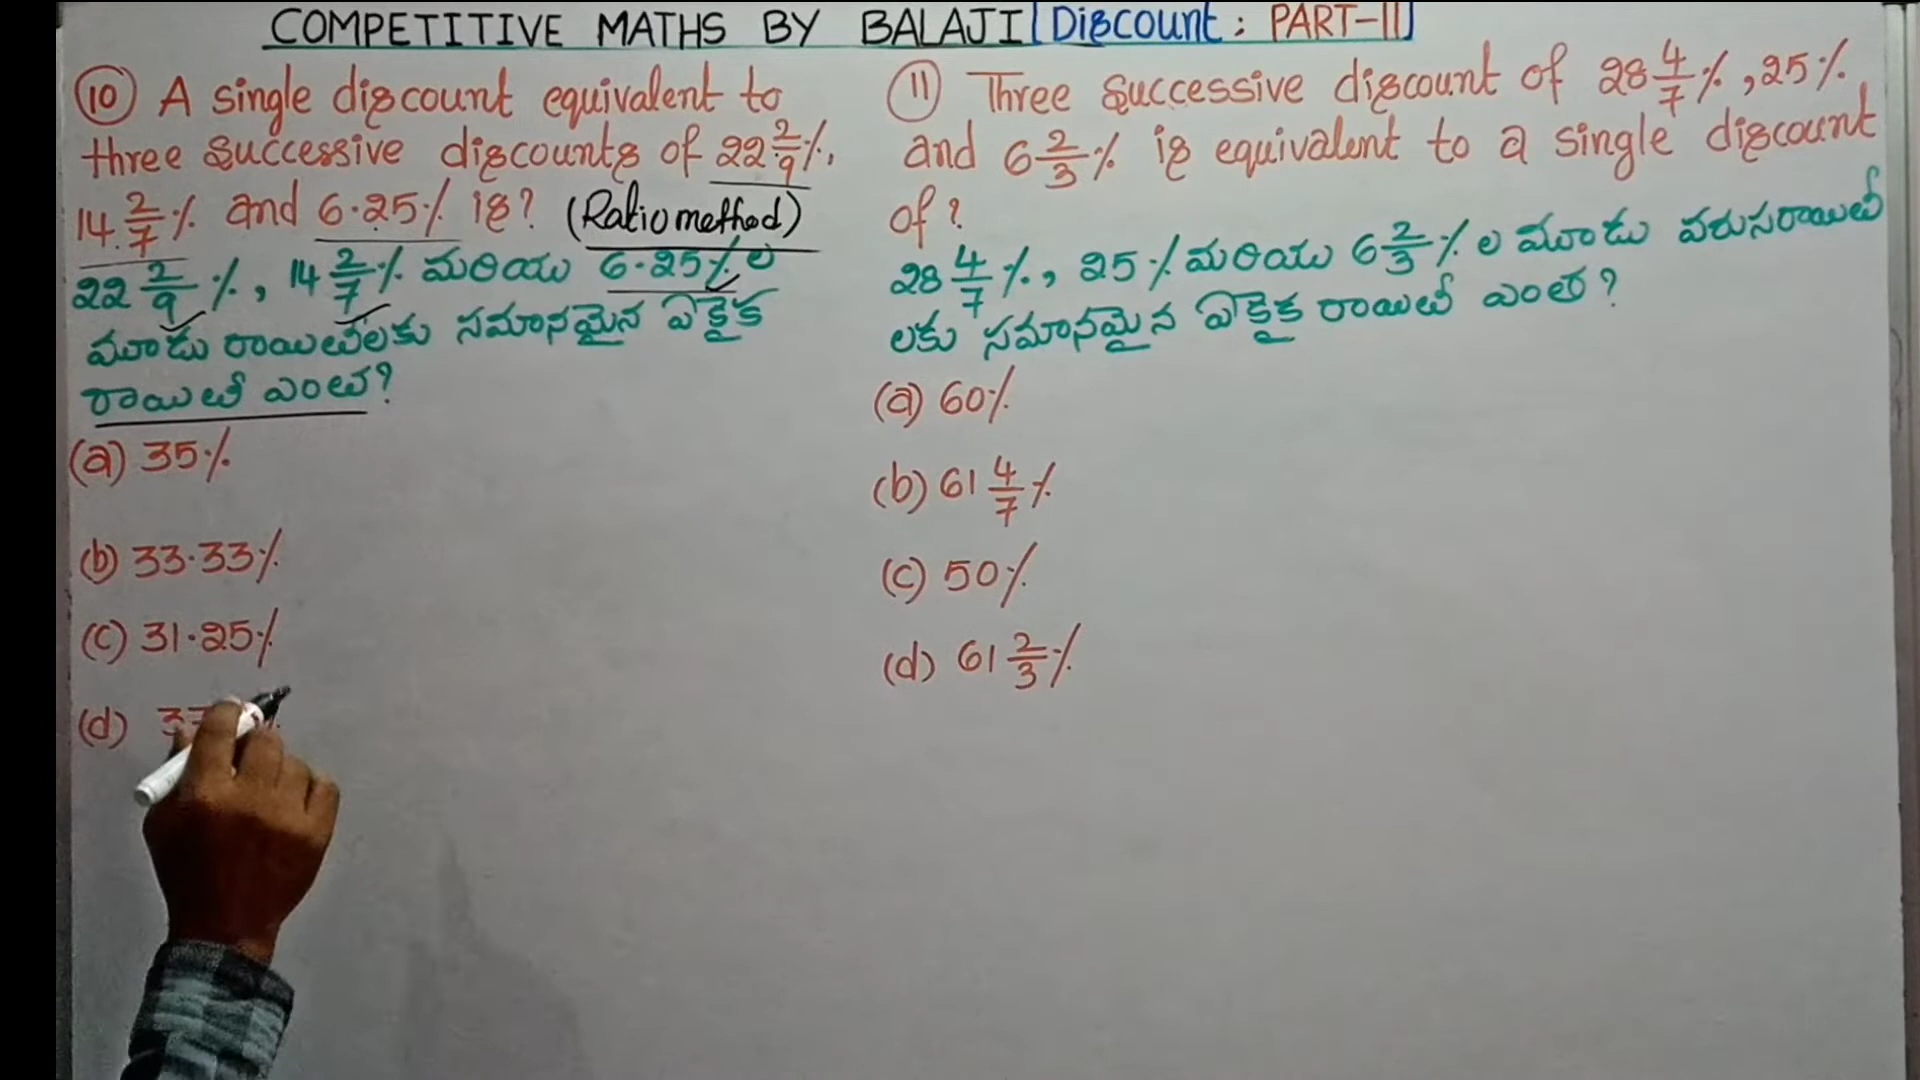 COMPETITIVE MATHS BY BALAJI [Discount: PART-II]
(10) A single discount equivalent to
three successive discounts of 22 2/9 %,
14 2/7 % and 6.25% is? (Ratio method)
22 2/9 %, 14 2/7 % మరియు 6.25% ల
మూడు రాయితీలకు సమానమైన ఏకైక
రాయితీ ఎంత?
(a) 35%
(b) 33.33%
(c) 31.25%
(d)
(11) Three successive discount of 28 4/7 %, 25%
and 6 2/3 % is equivalent to a single discount
of?
28 4/7 %, 25% మరియు 6 2/3 % ల మూడు వరుసరాయితీ
లకు సమానమైన ఏకైక రాయితీ ఎంత?
(a) 60%
(b) 61 4/7 %
(c) 50%
(d) 61 2/3 %